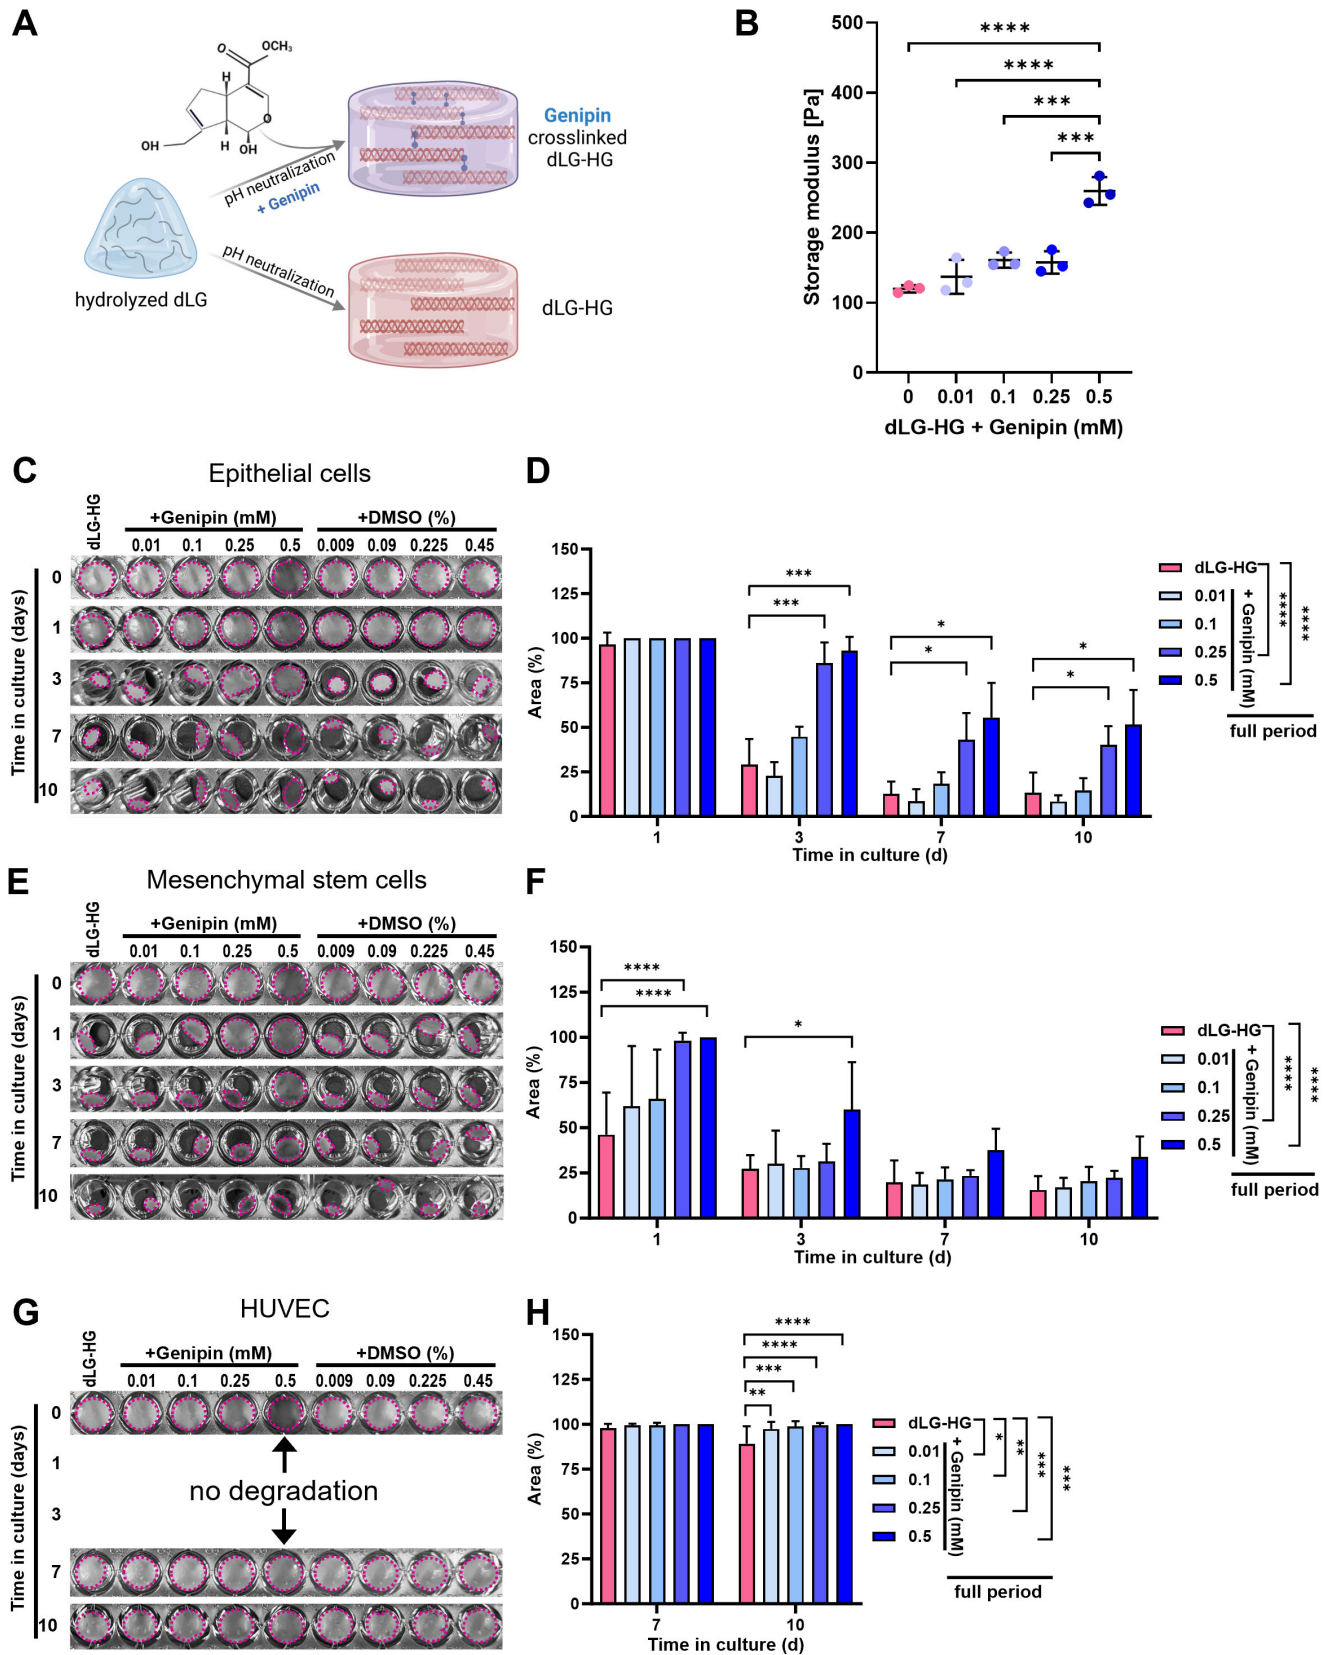 A
O
OCH₃
H
O
OH
H
OH
pH neutralization
+ Genipin
Genipin
crosslinked
dLG-HG
hydrolyzed dLG
pH neutralization
dLG-HG
B
Storage modulus [Pa]
500
400
300
200
100
0
****
****
***
***
0 0.01 0.1 0.25 0.5
dLG-HG + Genipin (mM)
C
Epithelial cells
dLG-HG
+Genipin (mM)
+DMSO (%)
0.01 0.1 0.25 0.5 0.009 0.09 0.225 0.45
Time in culture (days)
0
1
3
7
10
D
Area (%)
150
125
100
75
50
25
0
***
***
*
*
*
*
1 3 7 10
Time in culture (d)
dLG-HG
0.01
0.1
0.25
0.5
+ Genipin (mM)
****
****
full period
E
Mesenchymal stem cells
dLG-HG
+Genipin (mM)
+DMSO (%)
0.01 0.1 0.25 0.5 0.009 0.09 0.225 0.45
Time in culture (days)
0
1
3
7
10
F
Area (%)
150
125
100
75
50
25
0
****
****
*
1 3 7 10
Time in culture (d)
dLG-HG
0.01
0.1
0.25
0.5
+ Genipin (mM)
****
****
full period
G
HUVEC
dLG-HG
+Genipin (mM)
+DMSO (%)
0.01 0.1 0.25 0.5 0.009 0.09 0.225 0.45
Time in culture (days)
0
1
3
7
10
no degradation
H
Area (%)
150
125
100
75
50
25
0
****
****
***
**
7 10
Time in culture (d)
dLG-HG
0.01
0.1
0.25
0.5
+ Genipin (mM)
*
**
***
***
full period